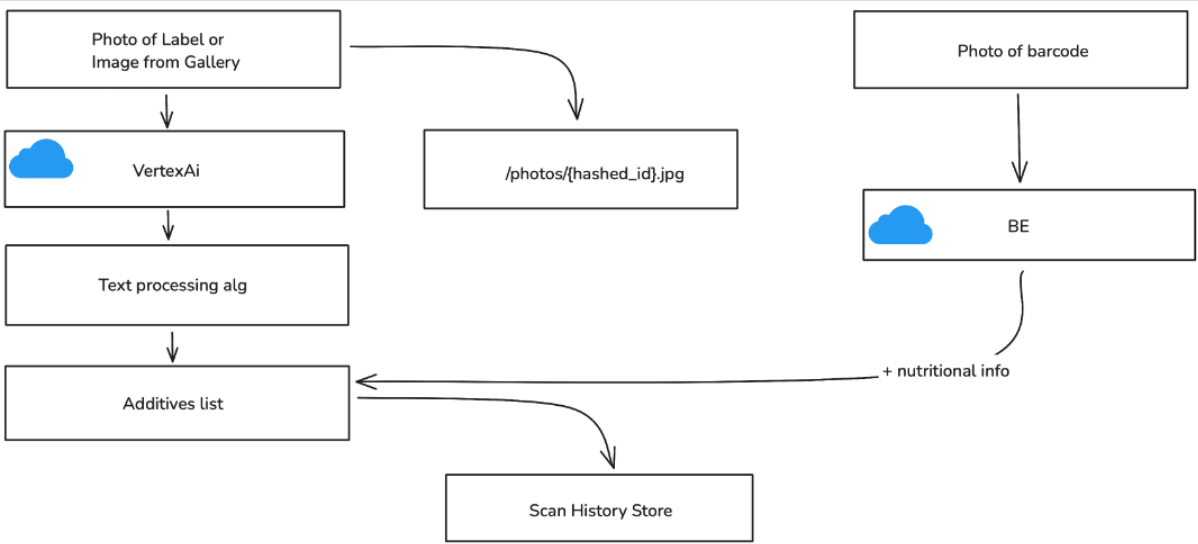 Photo of Label or
Image from Gallery
Photo of barcode
VertexAi
/photos/{hashed_id}.jpg
BE
Text processing alg
+ nutritional info
Additives list
Scan History Store